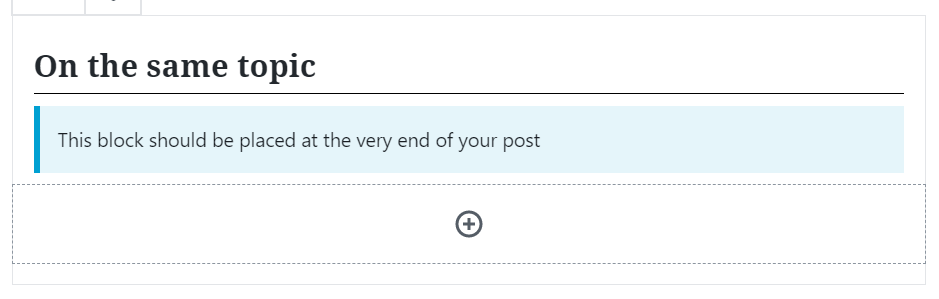 On the same topic
This block should be placed at the very end of your post